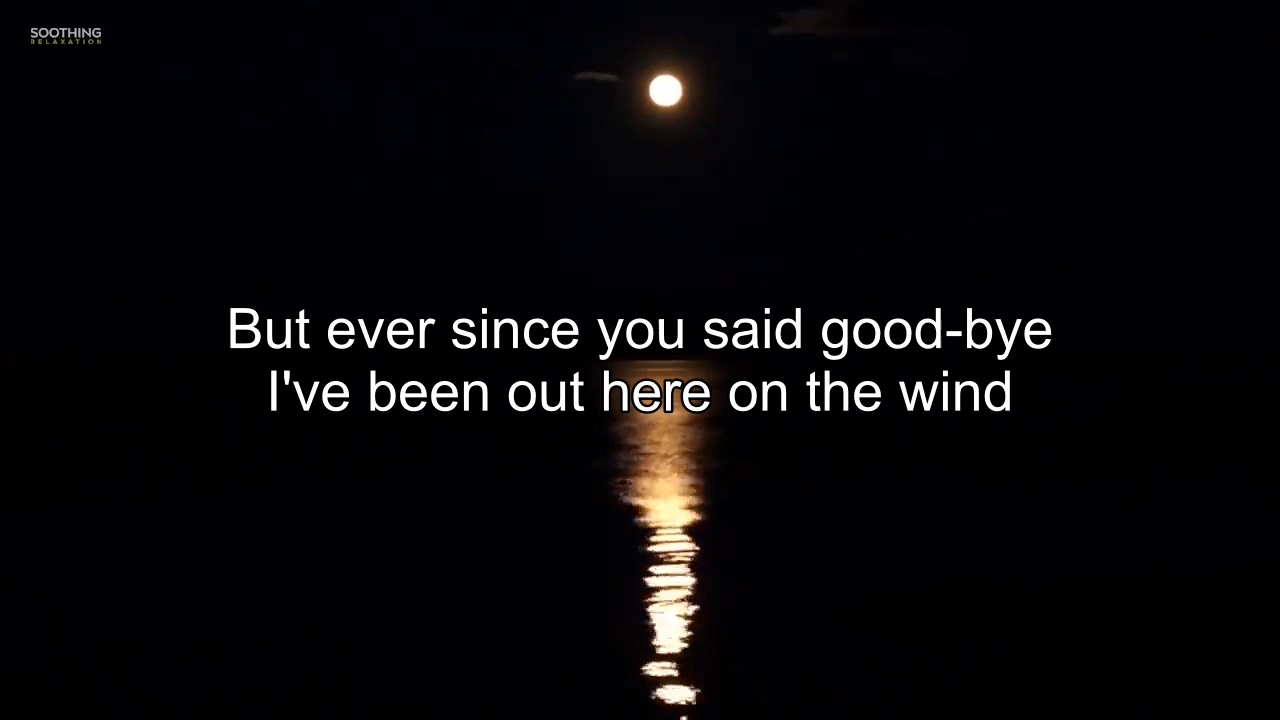 SOOTHING
RELAXATION
But ever since you said good-bye
I've been out here on the wind